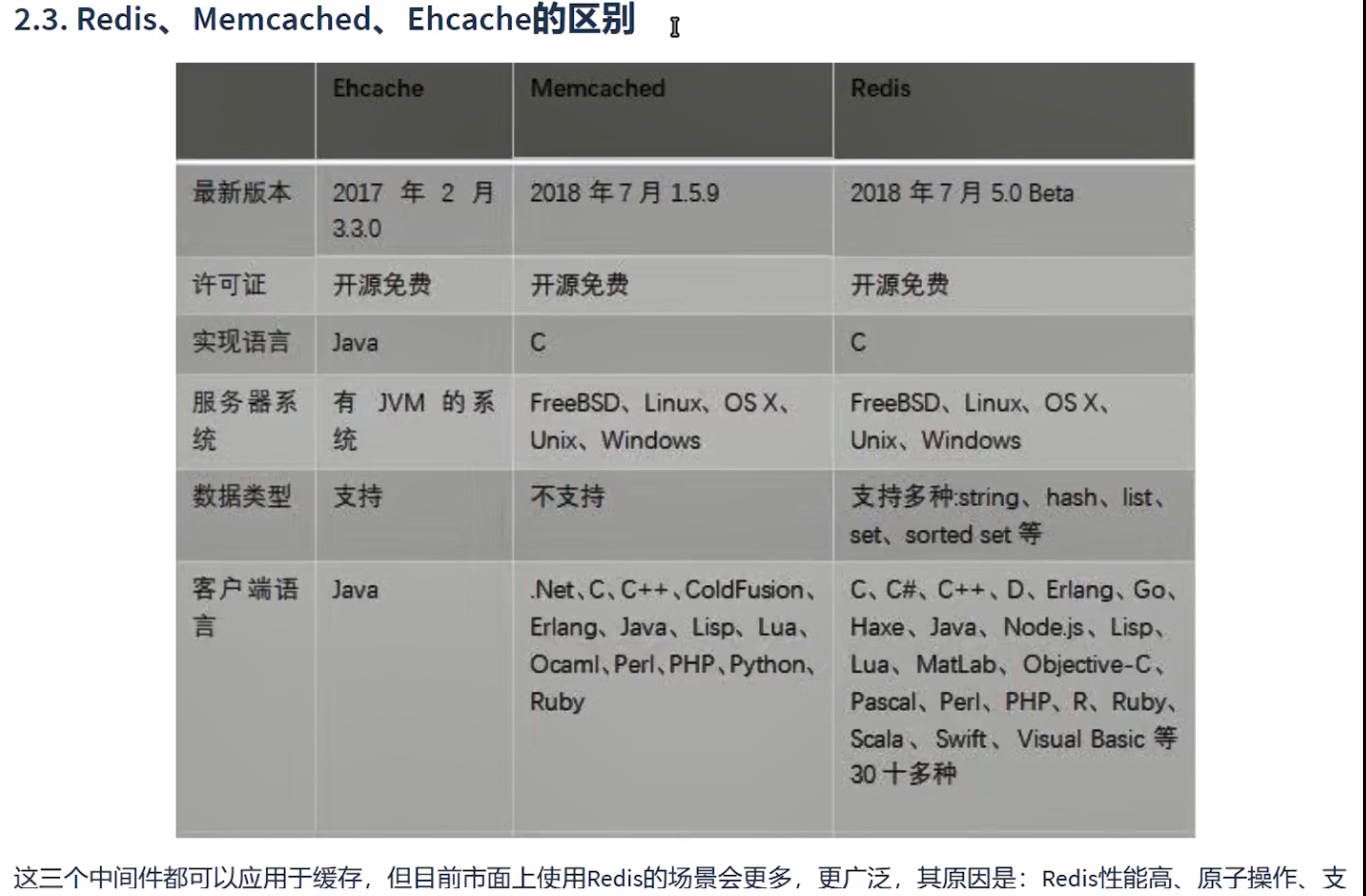 2.3. Redis、Memcached、Ehcache的区别
Ehcache Memcached Redis
最新版本 2017 年 2 月 3.3.0 2018 年 7 月 1.5.9 2018 年 7 月 5.0 Beta
许可证 开源免费 开源免费 开源免费
实现语言 Java C C
服务器系统 有 JVM 的系统 FreeBSD、Linux、OS X、Unix、Windows FreeBSD、Linux、OS X、Unix、Windows
数据类型 支持 不支持 支持多种:string、hash、list、set、sorted set 等
客户端语言 Java .Net、C、C++、ColdFusion、Erlang、Java、Lisp、Lua、Ocaml、Perl、PHP、Python、Ruby C、C#、C++、D、Erlang、Go、Haxe、Java、Node.js、Lisp、Lua、MatLab、Objective-C、Pascal、Perl、PHP、R、Ruby、Scala、Swift、Visual Basic 等 30 十多种
这三个中间件都可以应用于缓存，但目前市面上使用Redis的场景会更多，更广泛，其原因是：Redis性能高、原子操作、支